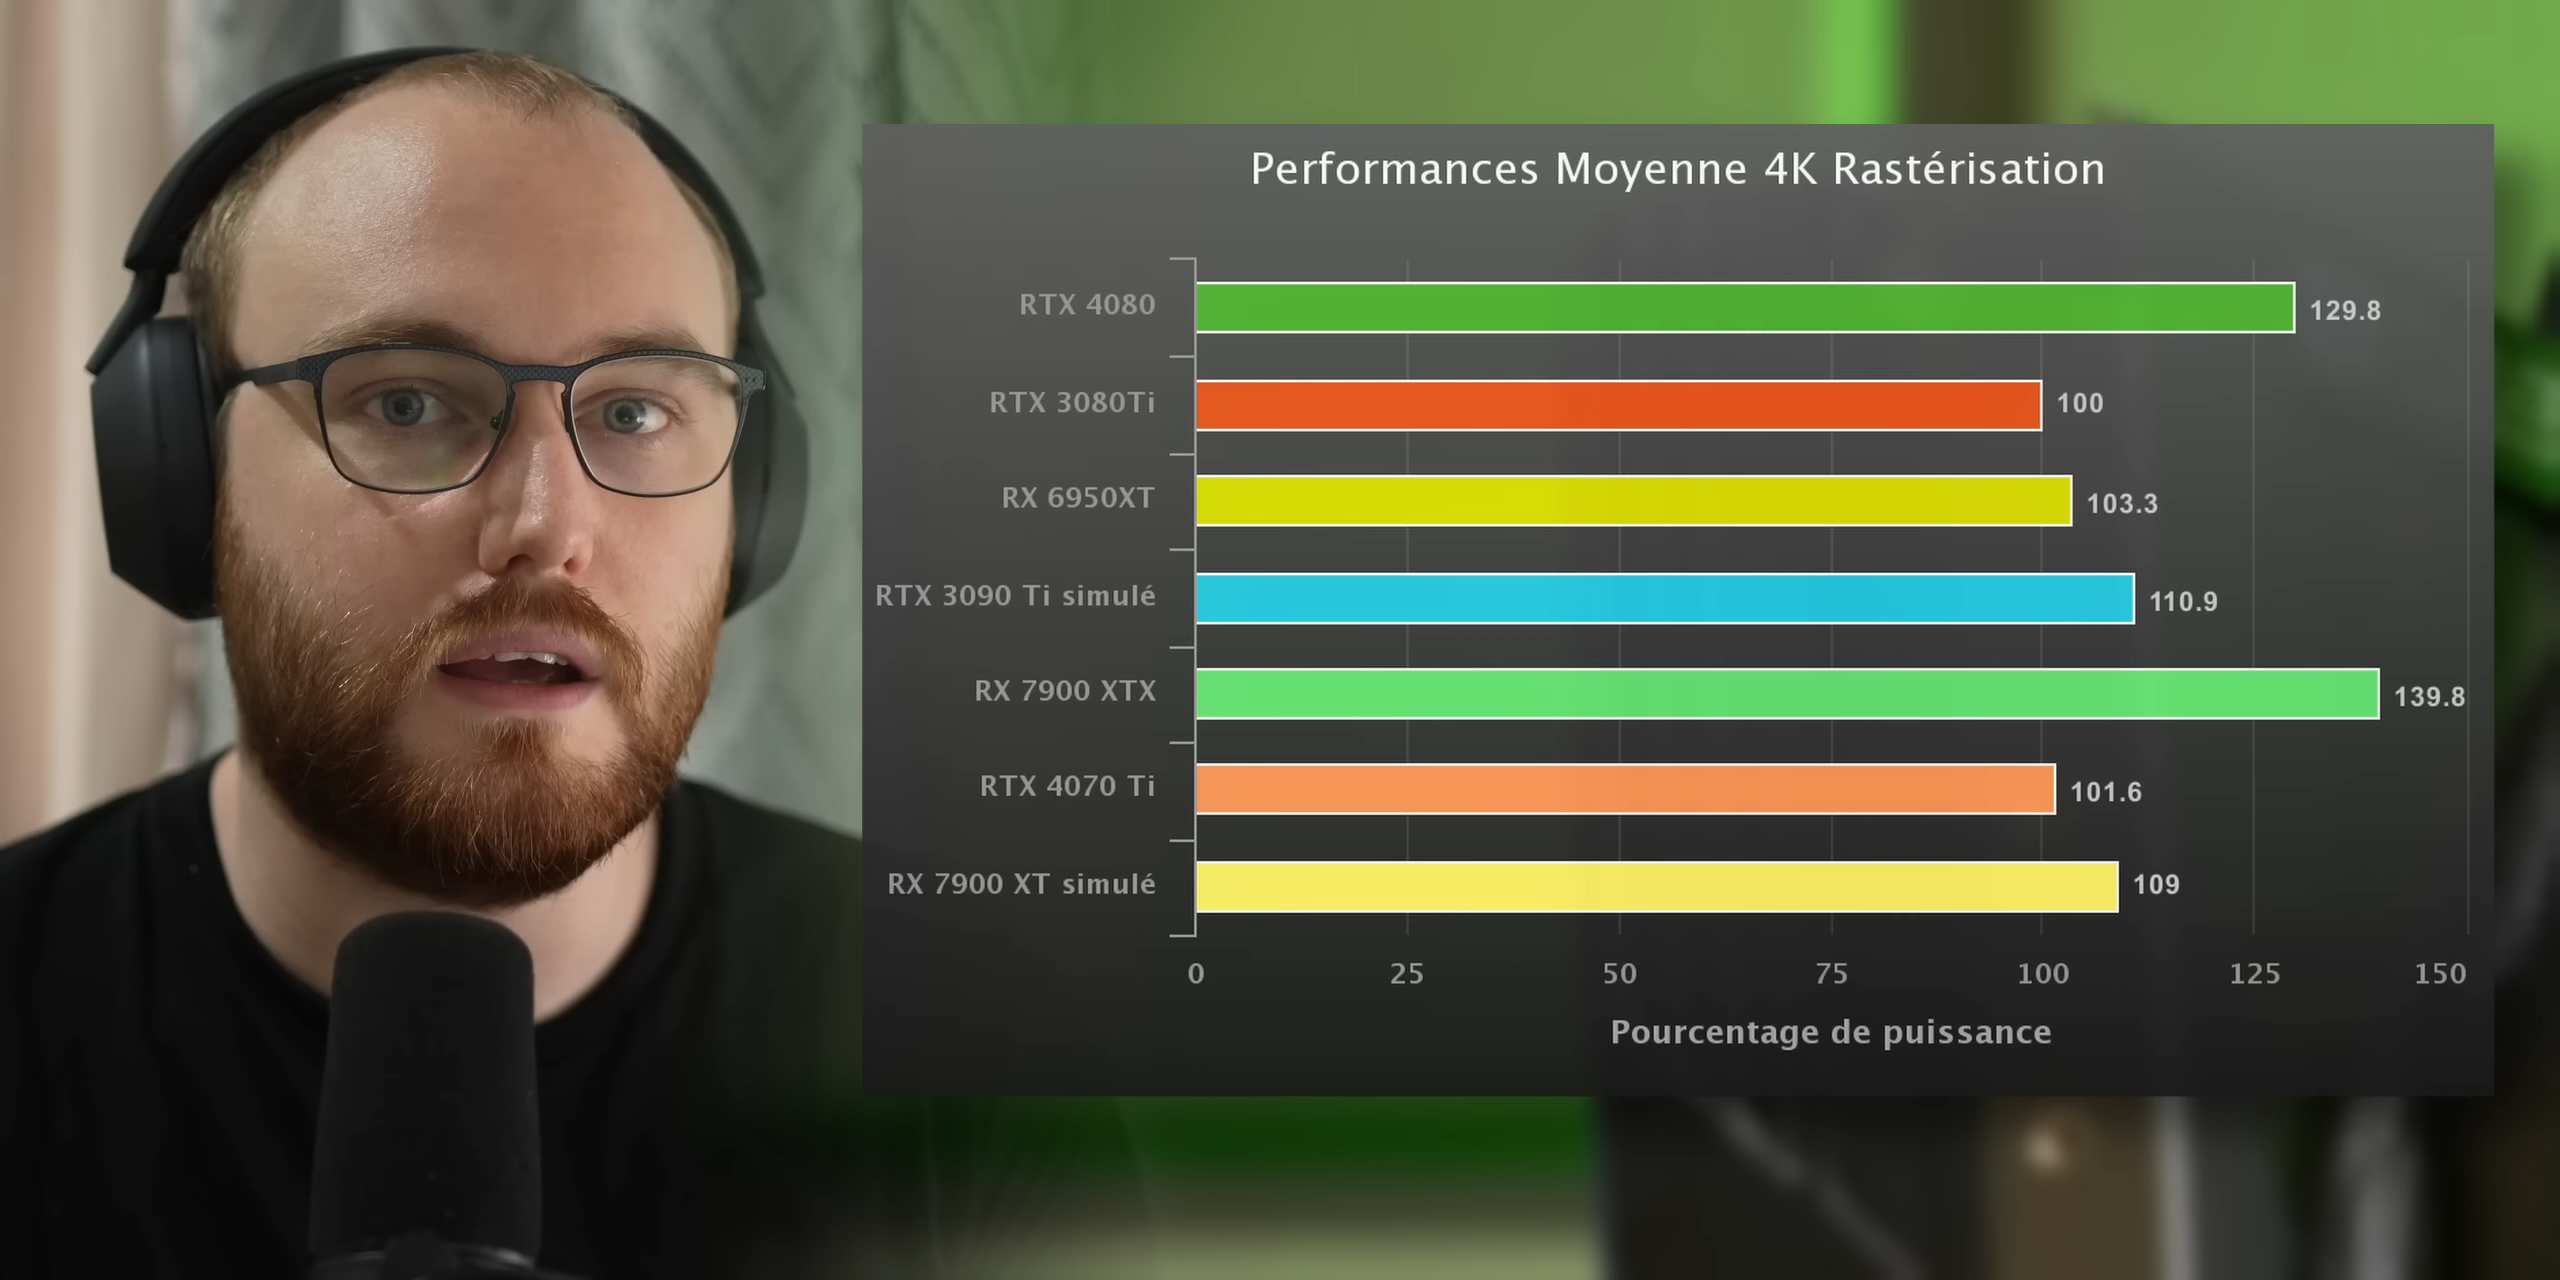 Performances Moyenne 4K Rastérisation
RTX 4080 129.8
RTX 3080Ti 100
RX 6950XT 103.3
RTX 3090 Ti simulé 110.9
RX 7900 XTX 139.8
RTX 4070 Ti 101.6
RX 7900 XT simulé 109
0 25 50 75 100 125 150
Pourcentage de puissance